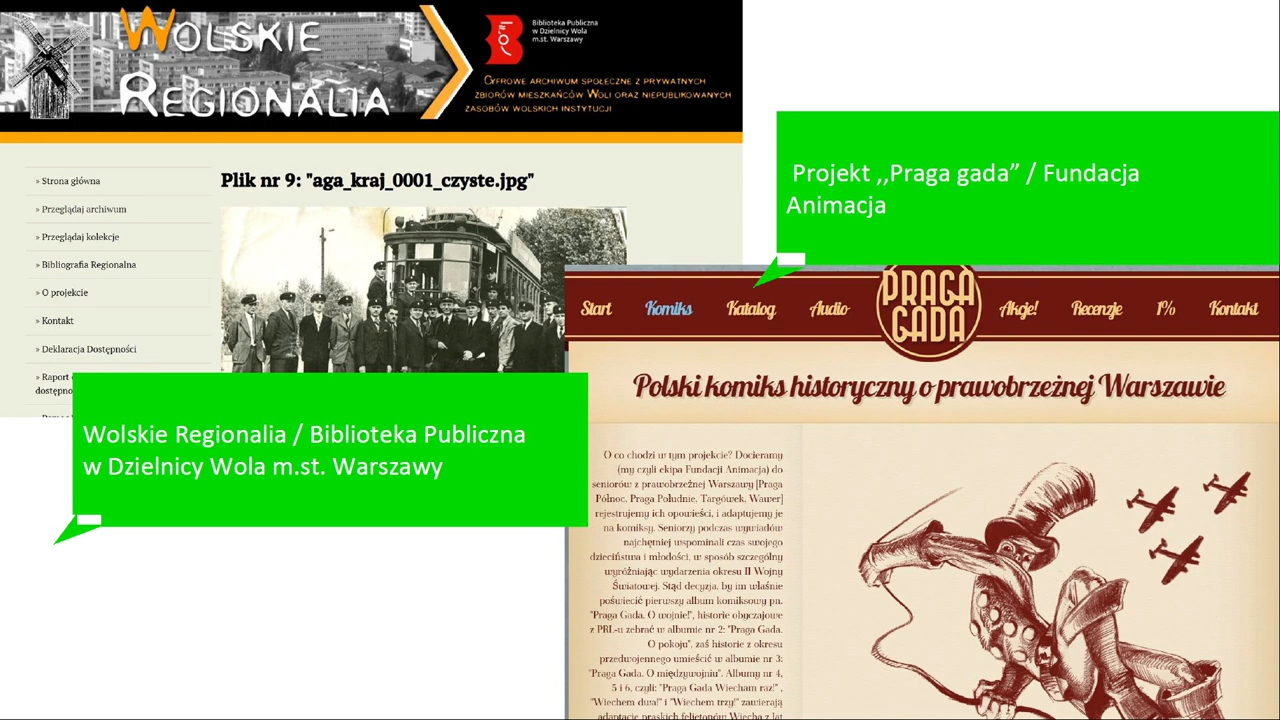 WOLSKIE
REGIONALIA
Wola
Biblioteka Publiczna
w Dzielnicy Wola
m.st. Warszawy
CYFROWE ARCHIWUM SPOŁECZNE Z PRYWATNYCH
ZBIORÓW MIESZKAŃCÓW WOLI ORAZ NIEPUBLIKOWANYCH
ZASOBÓW WOLSKICH INSTYTUCJI
» Strona główna
» Przeglądaj archiwum
» Przeglądaj kolekcje
» Bibliografia Regionalna
» O projekcie
» Kontakt
» Deklaracja Dostępności
» Raport
Plik nr 9: "aga_kraj_0001_czyste.jpg"
Wolskie Regionalia / Biblioteka Publiczna
w Dzielnicy Wola m.st. Warszawy
Projekt ,,Praga gada” / Fundacja
Animacja
Start Komiks Katalog Audio PRAGA GADA Akcje! Recenzje 1% Kontakt
Polski komiks historyczny o prawobrzeżnej Warszawie
O co chodzi w tym projekcie? Docieramy
(my czyli ekipa Fundacji Animacja) do
seniorów z prawobrzeżnej Warszawy [Praga
Północ, Praga Południe, Targówek, Wawer]
rejestrujemy ich opowieści, i adaptujemy je
na komiksy. Seniorzy podczas wywiadów
najchętniej wspominali czas swojego
dzieciństwa i młodości, w sposób szczególny
wyróżniając wydarzenia okresu II Wojny
Światowej. Stąd decyzja, by im właśnie
poświecić pierwszy album komiksowy pn.
"Praga Gada. O wojnie!", historie obyczajowe
z PRL-u zebrać w albumie nr 2: "Praga Gada.
O pokoju", zaś historie z okresu
przedwojennego umieścić w albumie nr 3:
"Praga Gada. O międzywojniu". Albumy nr 4,
5 i 6, czyli: "Praga Gada Wiecham raz!" ,
"Wiechem dwa!" i "Wiechem trzy!" zawierają
adaptacje praskich felietonów Wiecha z lat